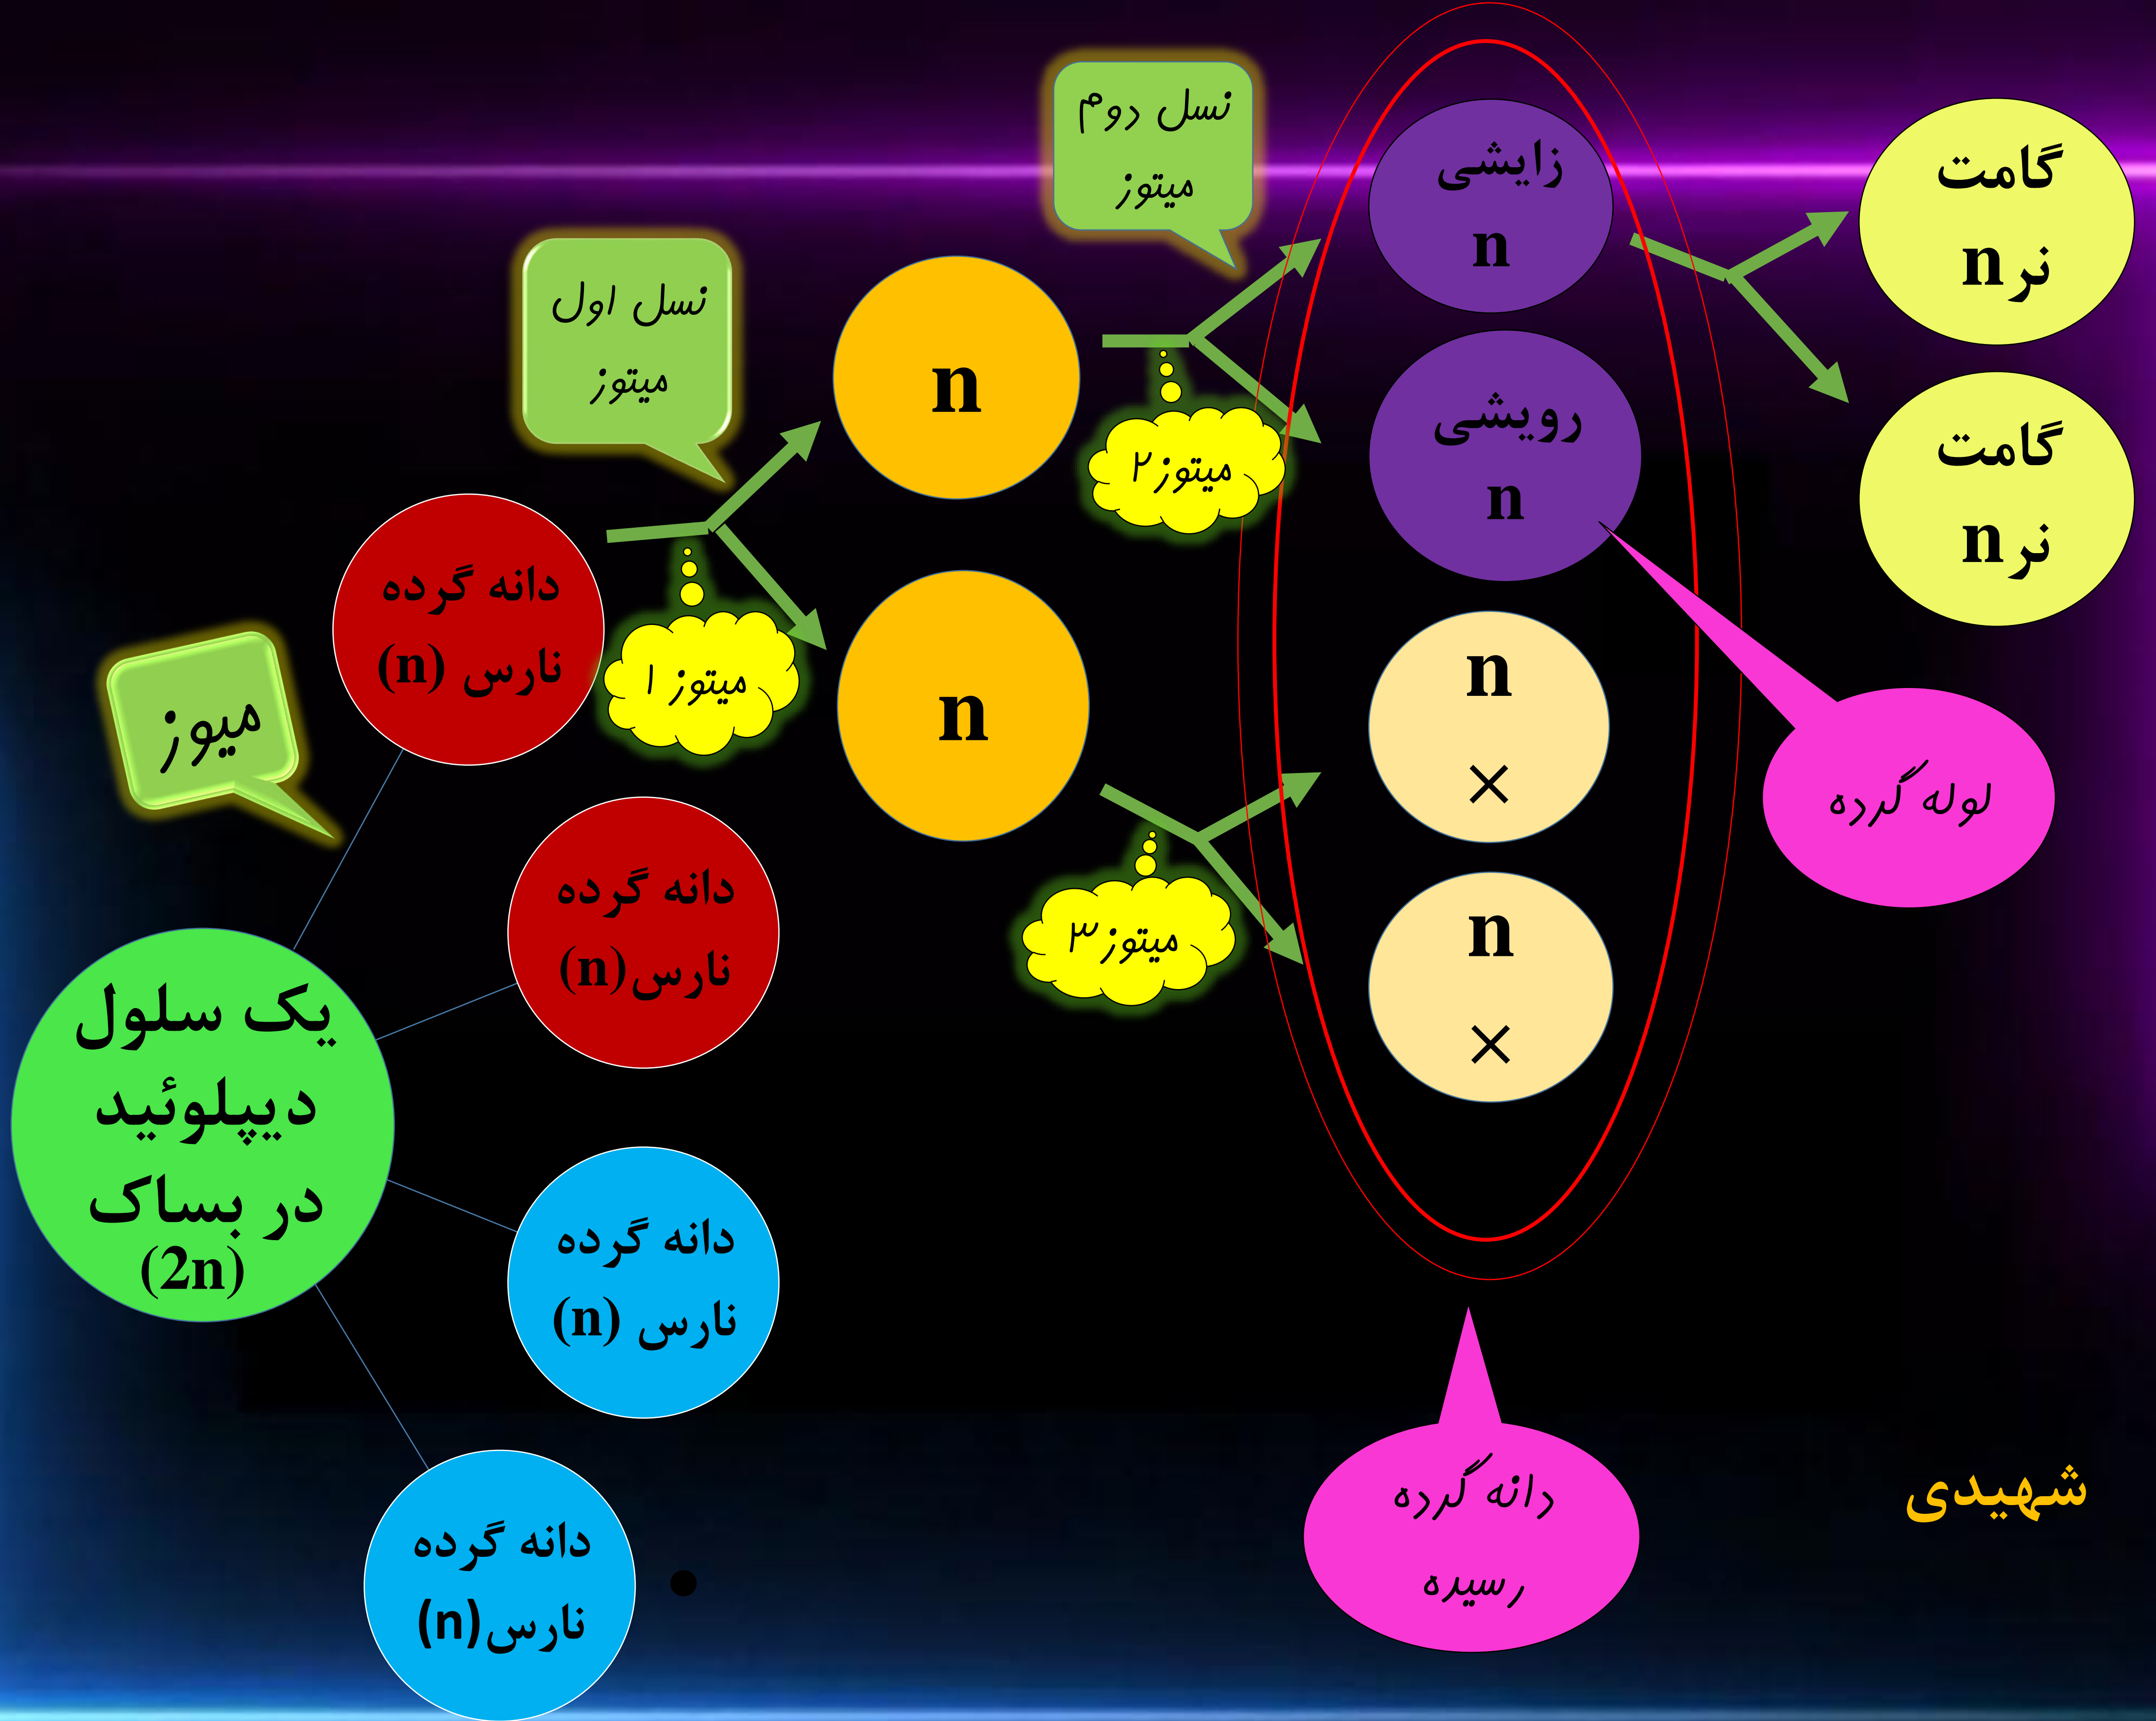 میوز
یک سلول
دیپلوئید
در بساک
(2n)
دانه گرده
نارس (n)
دانه گرده
نارس(n)
دانه گرده
نارس (n)
دانه گرده
نارس(n)
نسل اول
میتوز
میتوز ۱
n
n
نسل دوم
میتوز
میتوز۲
میتوز۳
زایشی
n
رویشی
n
n
×
n
×
گامت
نرn
گامت
نرn
لوله گرده
دانه گرده
رسیده
شهیدی